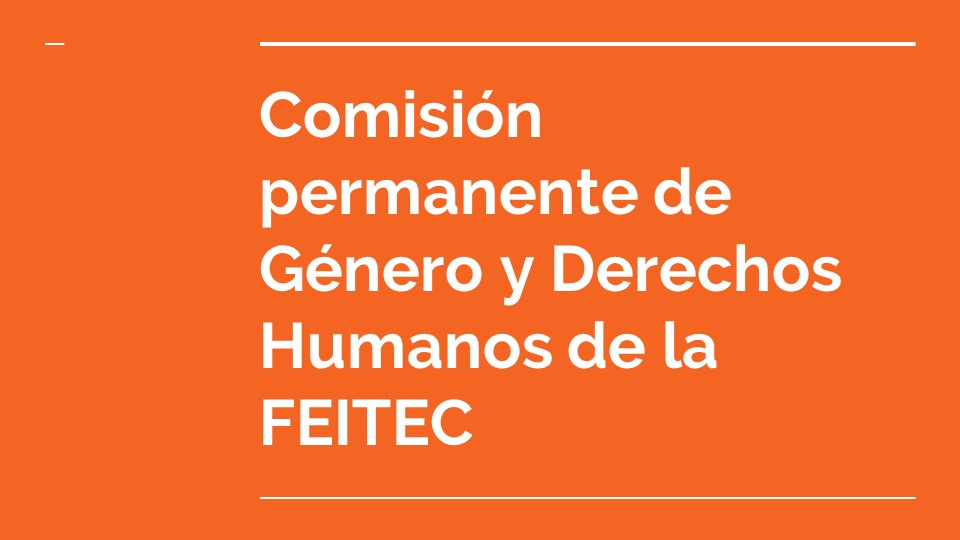 Comisión
permanente de
Género y Derechos
Humanos de la
FEITEC